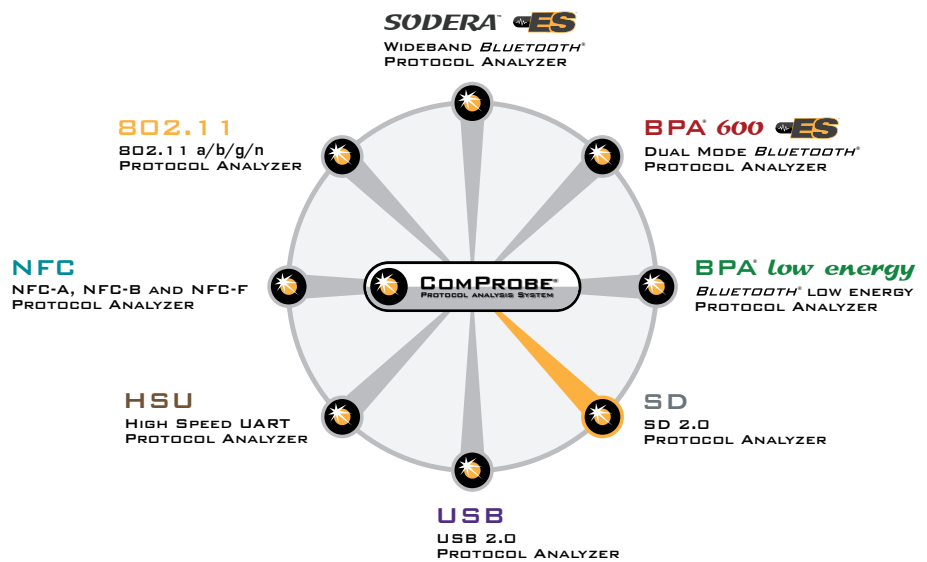 SODERA™ ES
WIDEBAND BLUETOOTH®
PROTOCOL ANALYZER
802.11
802.11 a/b/g/n
PROTOCOL ANALYZER
BPA® 600 ES
DUAL MODE BLUETOOTH®
PROTOCOL ANALYZER
NFC
NFC-A, NFC-B AND NFC-F
PROTOCOL ANALYZER
COMPROBE®
PROTOCOL ANALYSIS SYSTEM
BPA® low energy
BLUETOOTH® LOW ENERGY
PROTOCOL ANALYZER
HSU
HIGH SPEED UART
PROTOCOL ANALYZER
SD
SD 2.0
PROTOCOL ANALYZER
USB
USB 2.0
PROTOCOL ANALYZER